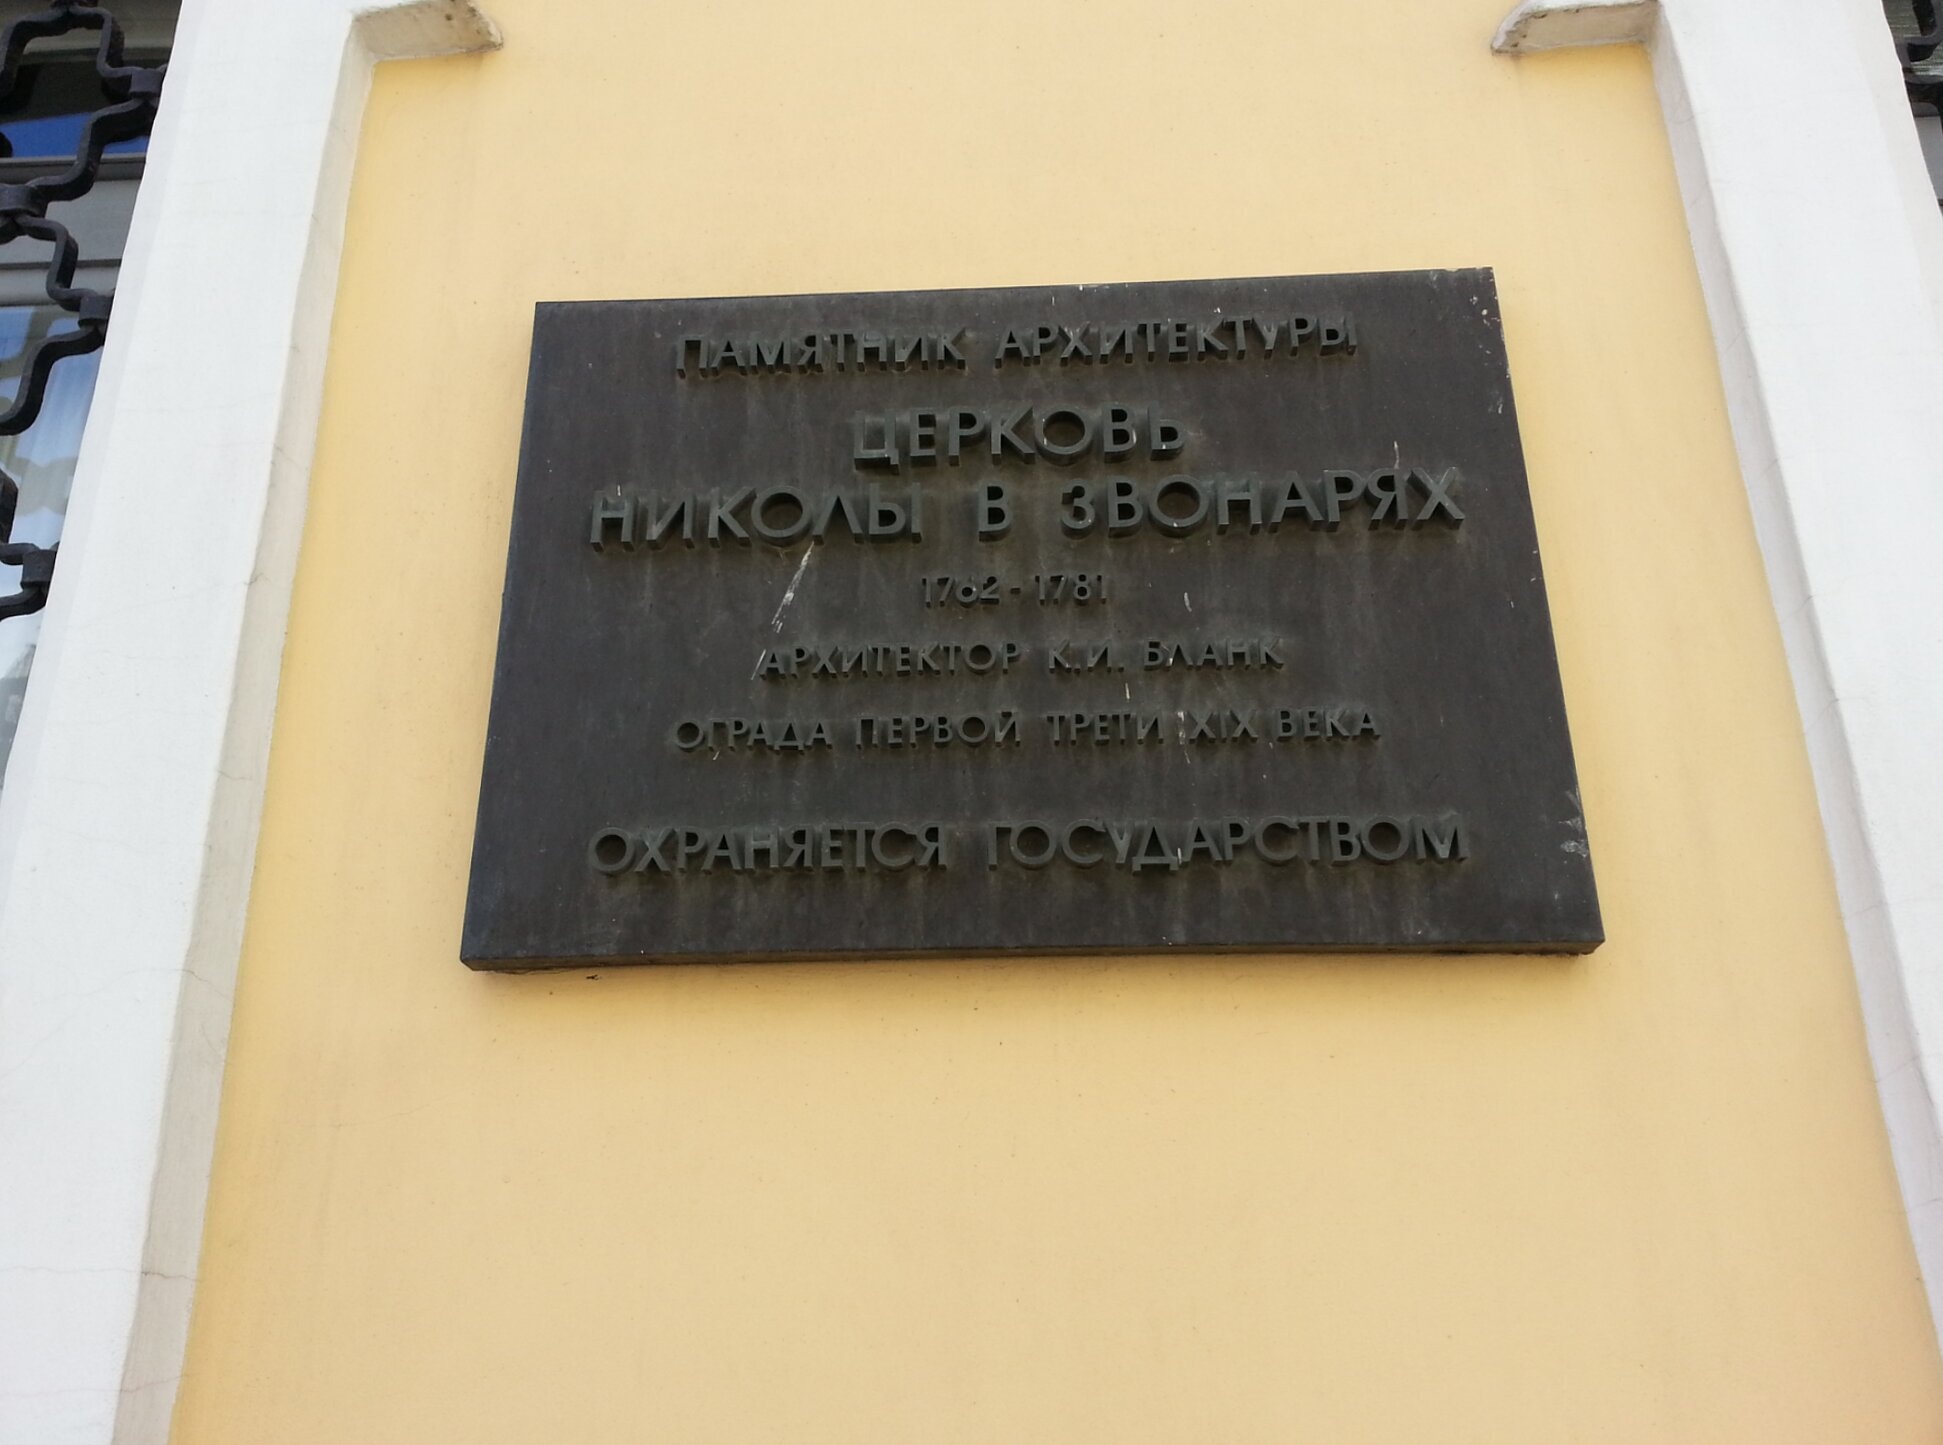 ПАМЯТНИК АРХИТЕКТУРЫ
ЦЕРКОВЬ
НИКОЛЫ В ЗВОНАРЯХ
1762 - 1781
АРХИТЕКТОР К.И. БЛАНК
ОГРАДА ПЕРВОЙ ТРЕТИ XIX ВЕКА
ОХРАНЯЕТСЯ ГОСУДАРСТВОМ